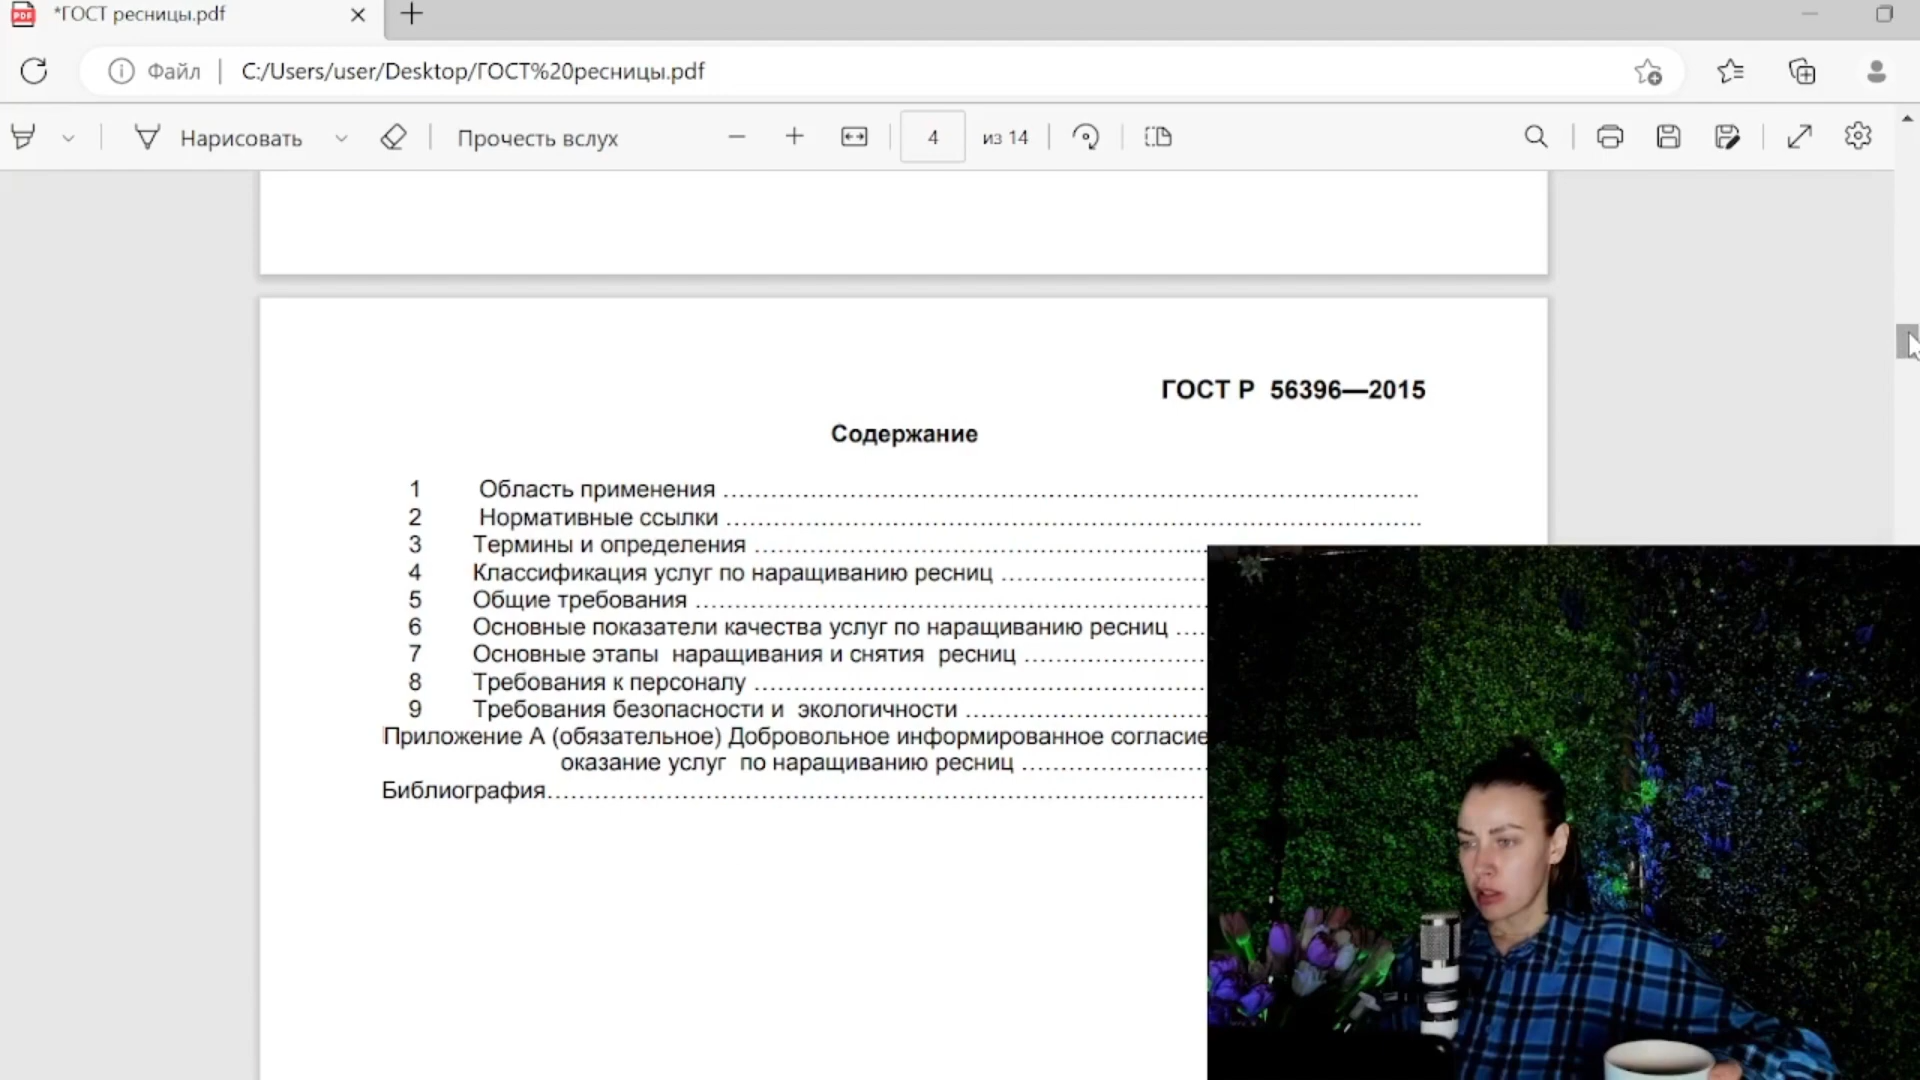 *ГОСТ ресницы.pdf
Файл C:/Users/user/Desktop/ГОСТ%20ресницы.pdf
Нарисовать Прочесть вслух 4 из 14
ГОСТ Р 56396—2015
Содержание
1 Область применения
2 Нормативные ссылки
3 Термины и определения
4 Классификация услуг по наращиванию ресниц
5 Общие требования
6 Основные показатели качества услуг по наращиванию ресниц
7 Основные этапы наращивания и снятия ресниц
8 Требования к персоналу
9 Требования безопасности и экологичности
Приложение А (обязательное) Добровольное информированное согласие
оказание услуг по наращиванию ресниц
Библиография